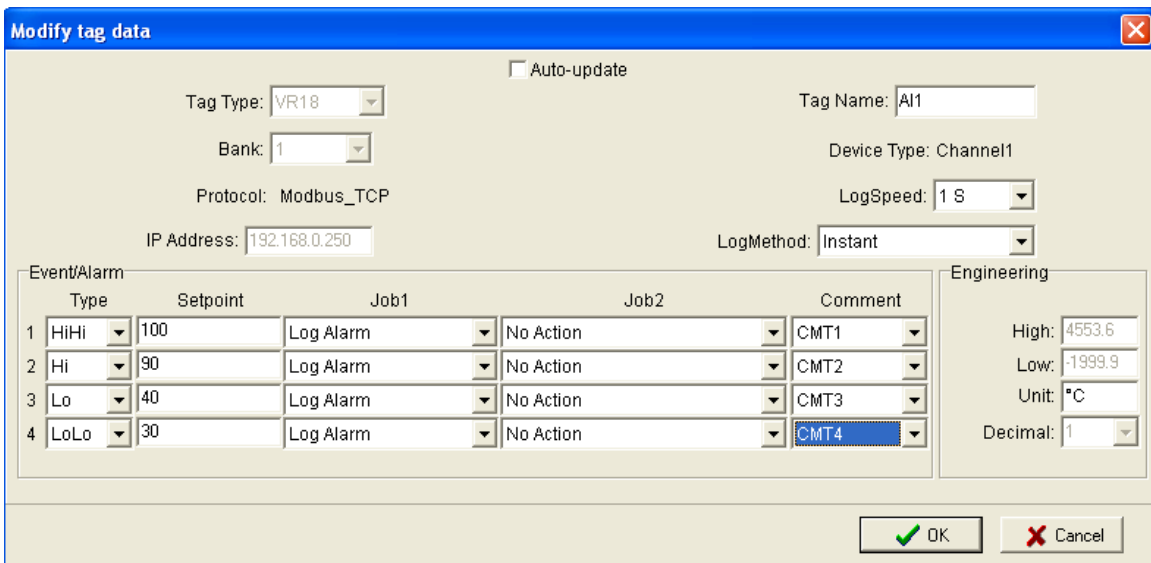 Modify tag data
Auto-update
Tag Type: VR18 Tag Name: AI1
Bank: 1 Device Type: Channel1
Protocol: Modbus_TCP LogSpeed: 1 S
IP Address: 192.168.0.250 LogMethod: Instant
Event/Alarm Engineering
Type Setpoint Job1 Job2 Comment
1 HiHi 100 Log Alarm No Action CMT1 High: 4553.6
2 Hi 90 Log Alarm No Action CMT2 Low: -1999.9
3 Lo 40 Log Alarm No Action CMT3 Unit: °C
4 LoLo 30 Log Alarm No Action CMT4 Decimal: 1
OK Cancel